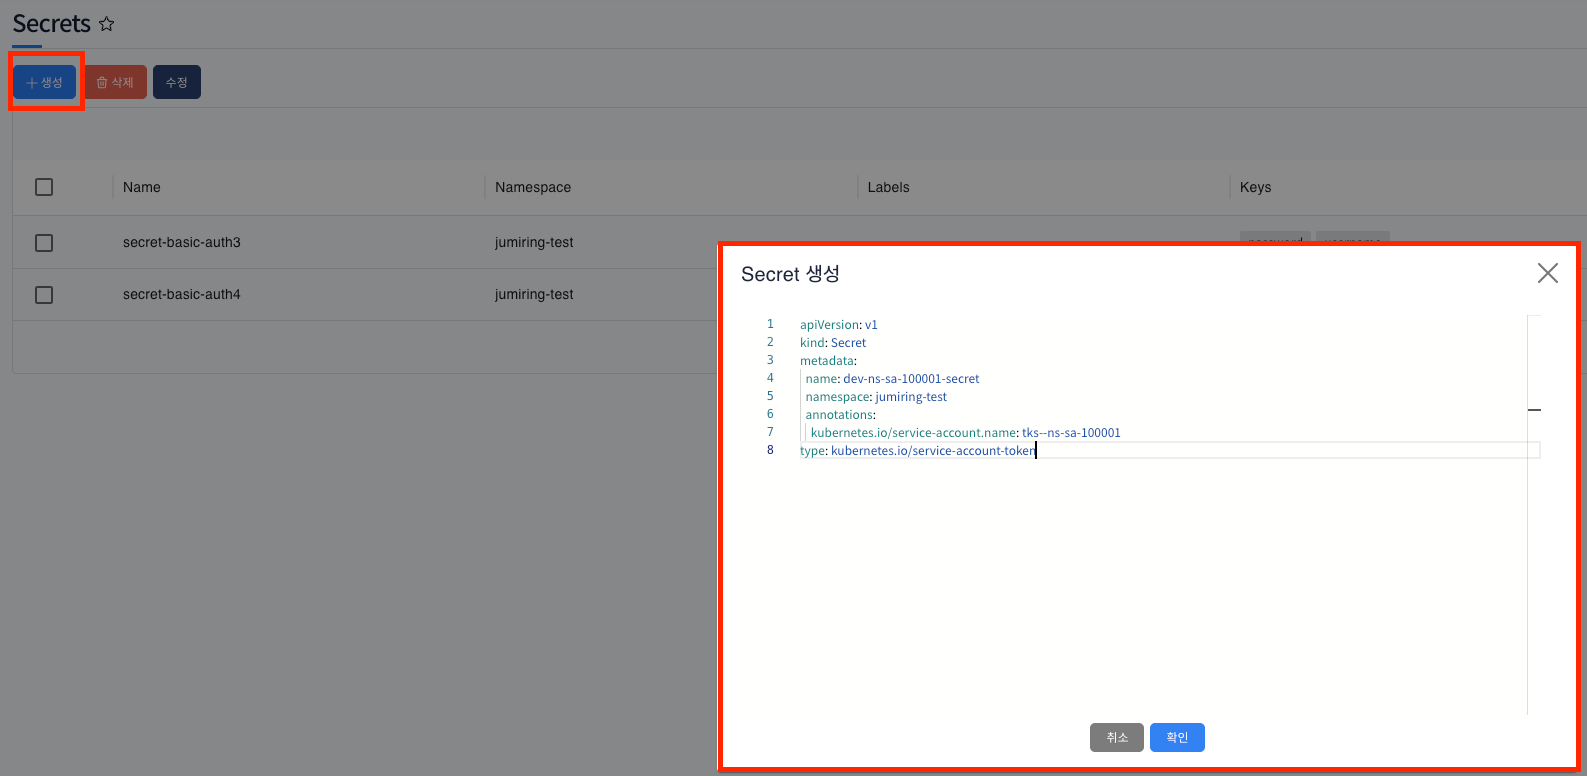 Secrets
생성 삭제 수정
Name Namespace Labels Keys
secret-basic-auth3 jumiring-test password username
secret-basic-auth4 jumiring-test
Secret 생성
1 apiVersion: v1
2 kind: Secret
3 metadata:
4 name: dev-ns-sa-100001-secret
5 namespace: jumiring-test
6 annotations:
7 kubernetes.io/service-account.name: tks--ns-sa-100001
8 type: kubernetes.io/service-account-token
취소 확인